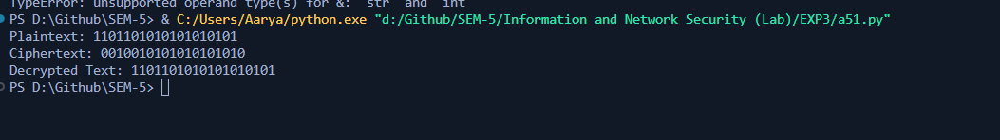 TypeError: unsupported operand type(s) for &: 'str' and 'int'
PS D:\Github\SEM-5> & C:/Users/Aarya/python.exe "d:/Github/SEM-5/Information and Network Security (Lab)/EXP3/a51.py"
Plaintext: 1101101010101010101
Ciphertext: 0010010101010101010
Decrypted Text: 1101101010101010101
PS D:\Github\SEM-5>